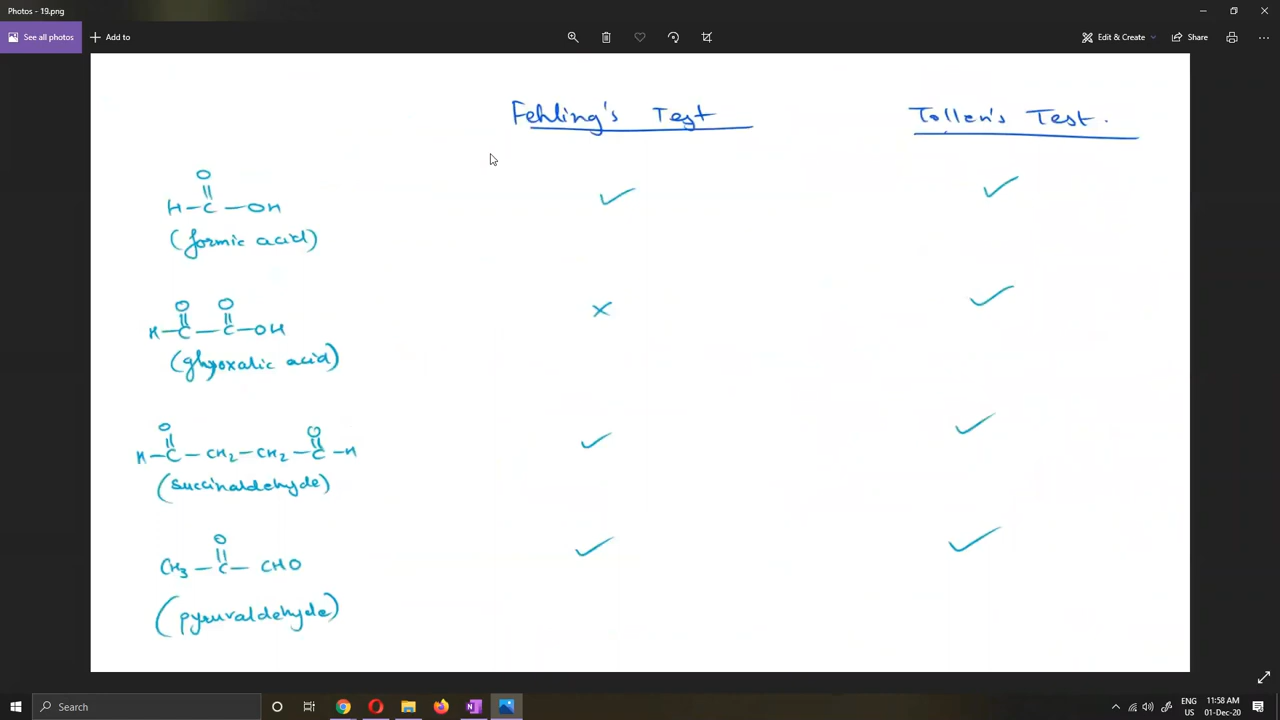 Photos - 19.png
See all photos
Add to
Edit & Create
Share
Fehling's Test
Tollen's Test.
O
||
H-C-OH
(formic acid)
O O
|| ||
H-C-C-OH
(glyoxalic acid)
O O
|| ||
H-C-CH2-CH2-C-H
(succinaldehyde)
O
||
CH3-C-CHO
(pyruvaldehyde)
Search
ENG
US
11:58 AM
01-Dec-20